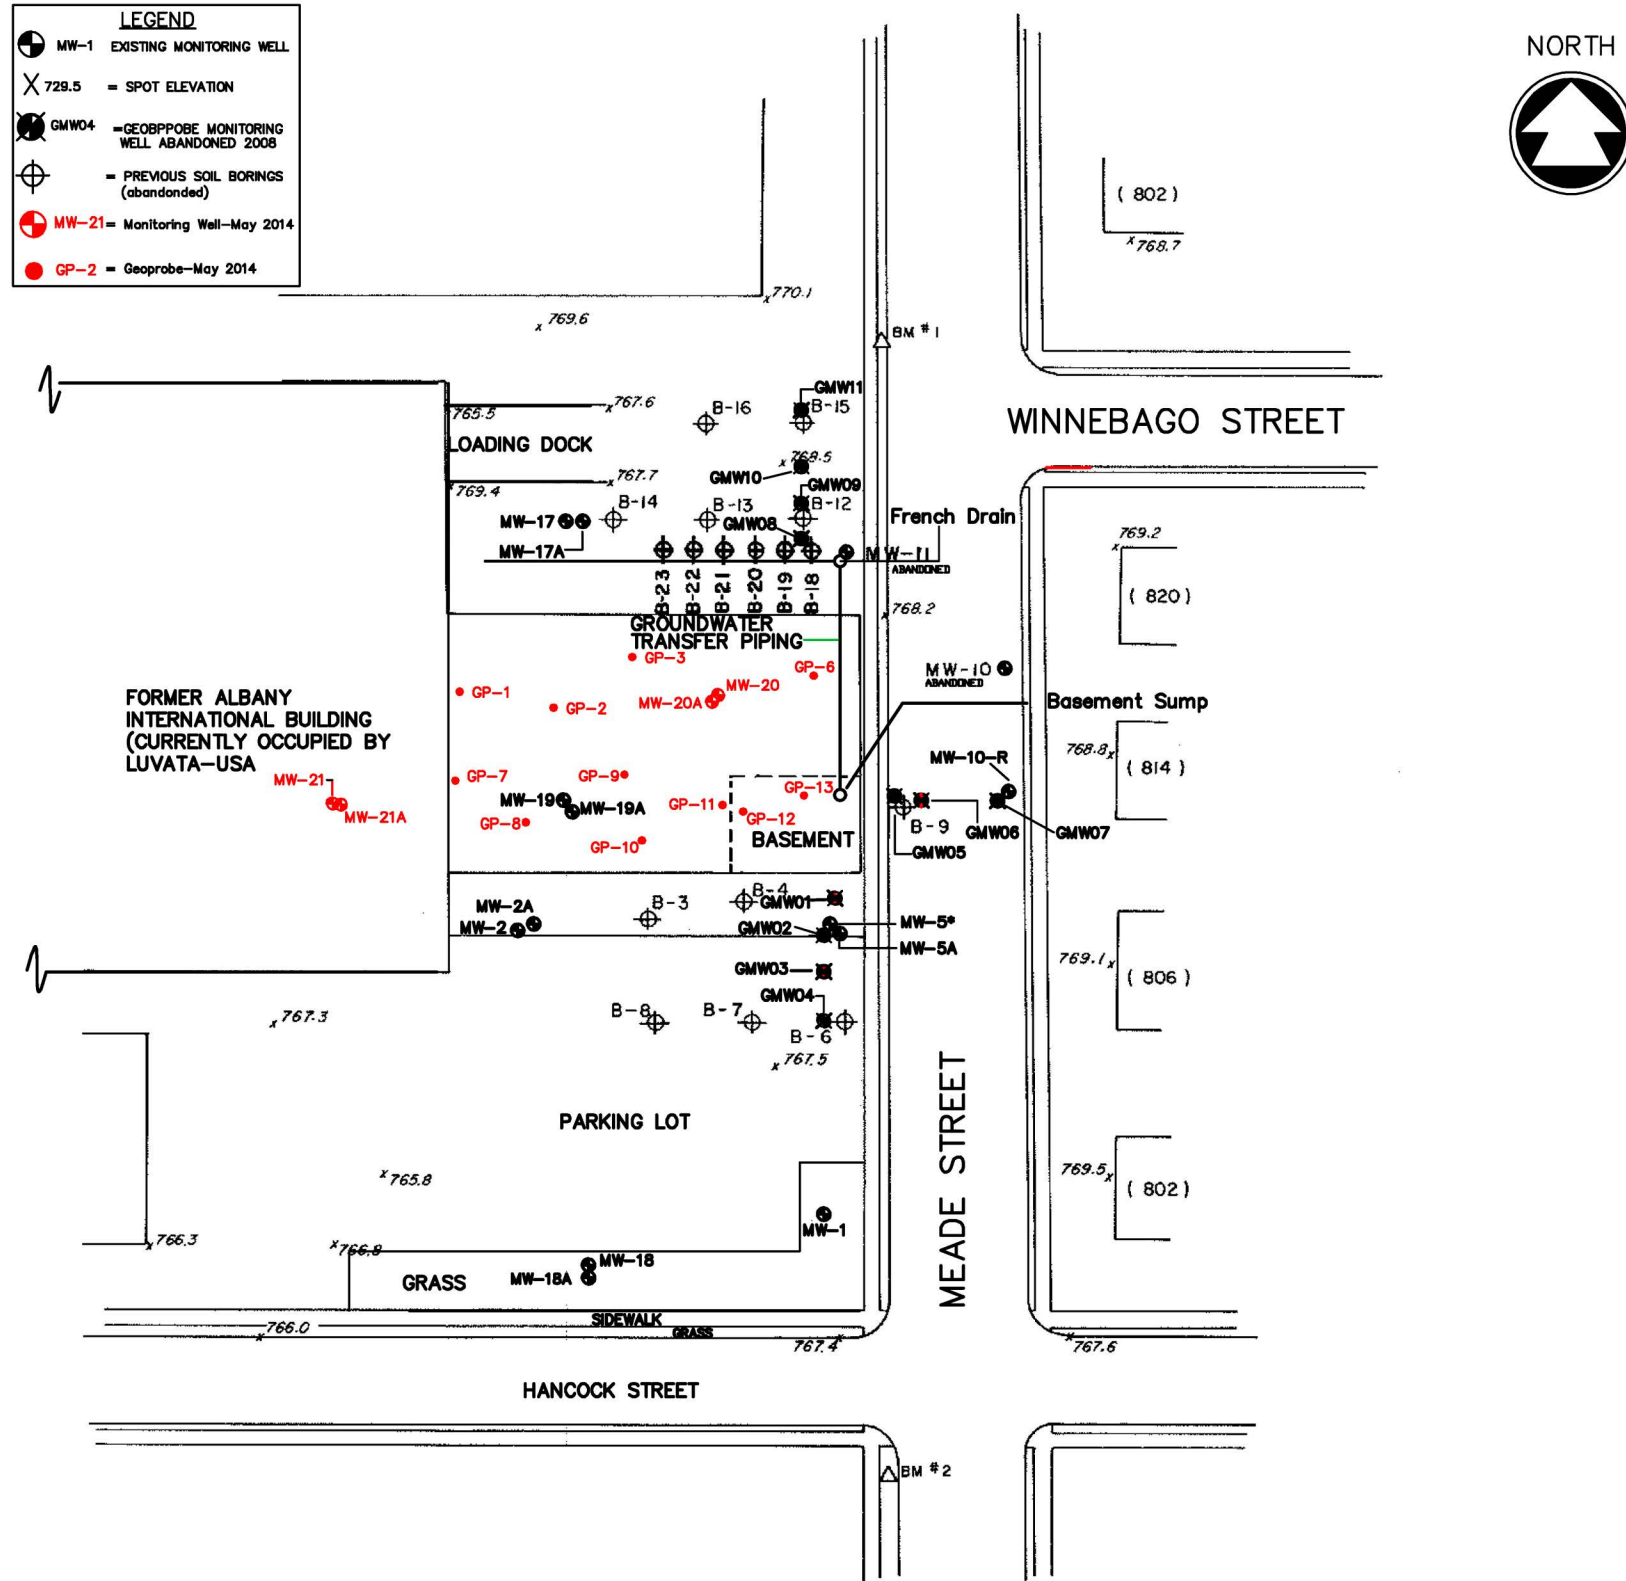 LEGEND
MW-1 EXISTING MONITORING WELL
X 729.5 = SPOT ELEVATION
GMW04 =GEOBPPOBE MONITORING
WELL ABANDONED 2008
= PREVIOUS SOIL BORINGS
(abandonded)
MW-21= Monitoring Well-May 2014
GP-2 = Geoprobe-May 2014
NORTH
( 802 )
x 768.7
x 770.1
x 769.6
BM #1
GMW11
x 767.6
B-16
B-15
x 765.5
WINNEBAGO STREET
LOADING DOCK
x 768.5
x 767.7
GMW10
x 769.4
GMW09
B-14
B-13
B-12
French Drain
MW-17
GMW08
769.2
MW-17A
MW-11
ABANDONED
B-23
B-22
B-21
B-20
B-19
B-18
( 820 )
x 768.2
GROUNDWATER
TRANSFER PIPING
GP-3
GP-6
MW-10
ABANDONED
GP-1
MW-20
MW-20A
GP-2
Basement Sump
FORMER ALBANY
INTERNATIONAL BUILDING
(CURRENTLY OCCUPIED BY
LUVATA-USA
768.8 x
MW-10-R
( 814 )
MW-21
GP-7
GP-9
GP-13
MW-19
MW-19A
GP-11
MW-21A
GP-8
GP-12
B-9
GMW06
GMW07
GP-10
BASEMENT
GMW05
B-4
MW-2A
B-3
GMW01
MW-5*
MW-2
GMW02
MW-5A
769.1 x
GMW03
( 806 )
GMW04
x 767.3
B-8
B-7
B-6
x 767.5
MEADE STREET
PARKING LOT
x 765.8
769.5 x
( 802 )
MW-1
x 766.3
x 766.8
MW-18
GRASS
MW-18A
SIDEWALK
x 766.0
GRASS
767.4
x 767.6
HANCOCK STREET
BM #2